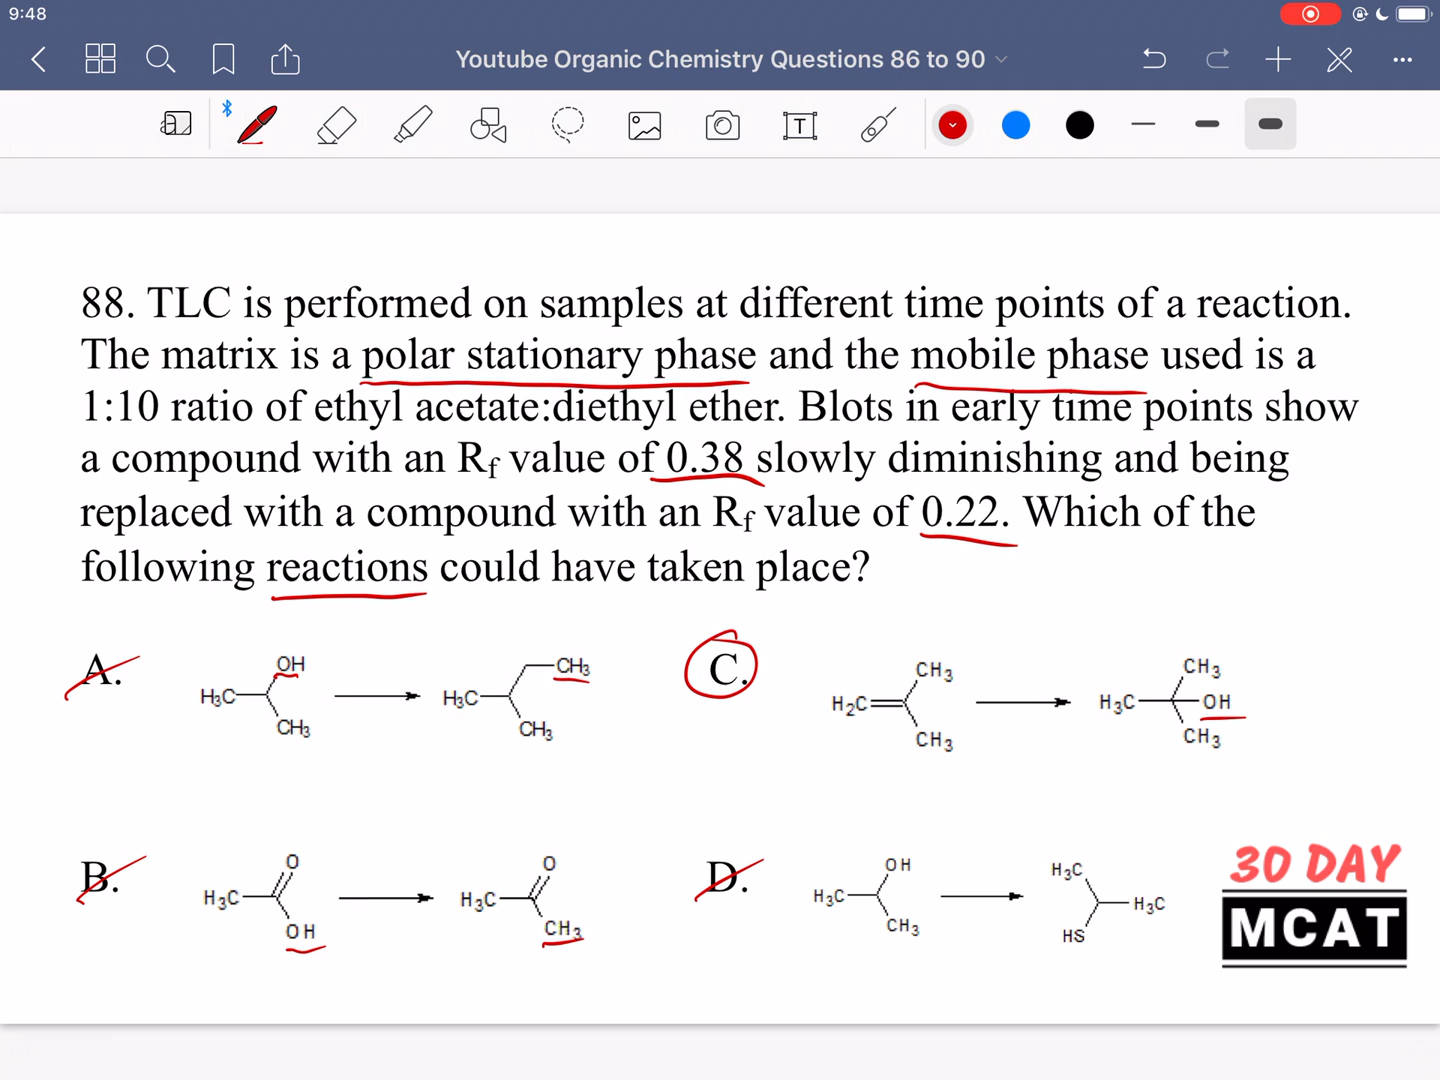 9:48
Youtube Organic Chemistry Questions 86 to 90
a
T
88. TLC is performed on samples at different time points of a reaction.
The matrix is a polar stationary phase and the mobile phase used is a
1:10 ratio of ethyl acetate:diethyl ether. Blots in early time points show
a compound with an Rf value of 0.38 slowly diminishing and being
replaced with a compound with an Rf value of 0.22. Which of the
following reactions could have taken place?
A.
OH
H₃C
CH₃
CH₃
H₃C
CH₃
C.
CH₃
H₂C
CH₃
CH₃
H₃C
OH
CH₃
B.
O
H₃C
OH
O
H₃C
CH₃
D.
OH
H₃C
CH₃
H₃C
H₃C
HS
30 DAY
MCAT